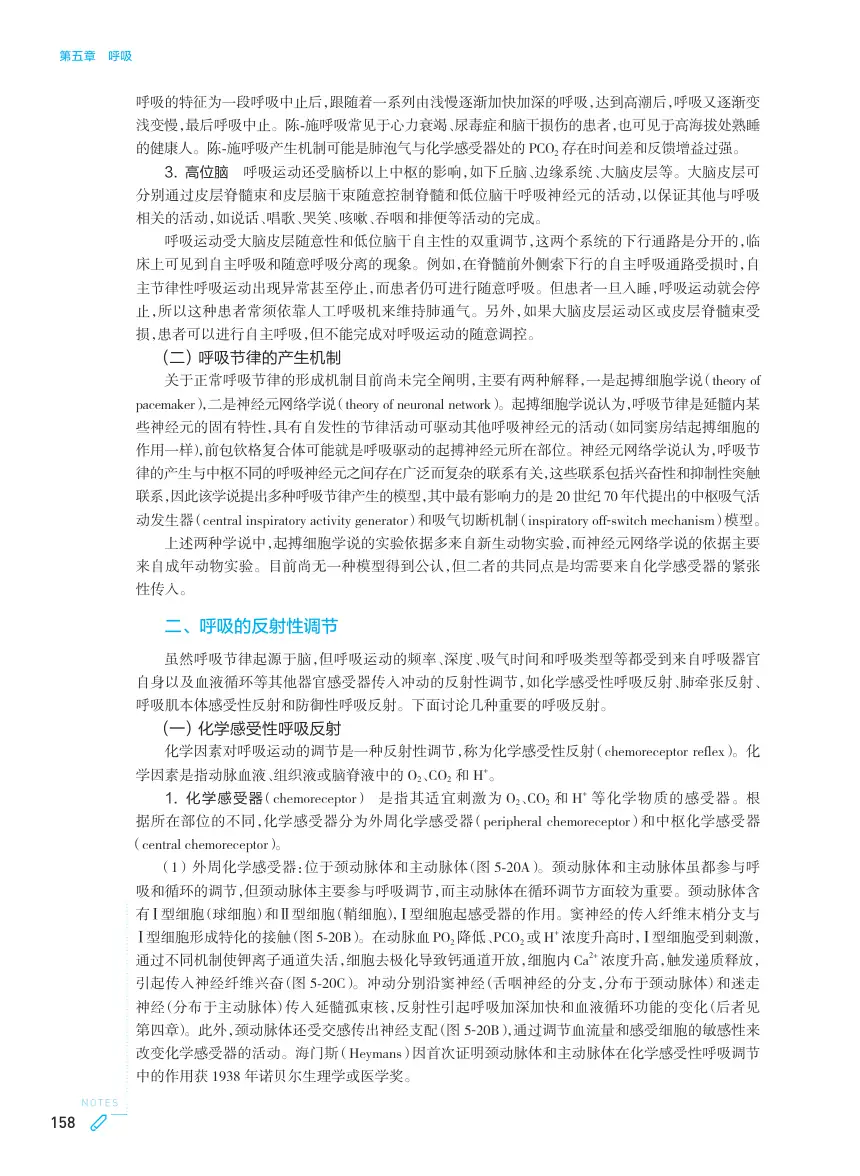 第五章 呼吸
呼吸的特征为一段呼吸中止后，跟随着一系列由浅慢逐渐加快加深的呼吸，达到高潮后，呼吸又逐渐变
浅变慢，最后呼吸中止。陈-施呼吸常见于心力衰竭、尿毒症和脑干损伤的患者，也可见于高海拔处熟睡
的健康人。陈-施呼吸产生机制可能是肺泡气与化学感受器处的 PCO₂ 存在时间差和反馈增益过强。
3. 高位脑 呼吸运动还受脑桥以上中枢的影响，如下丘脑、边缘系统、大脑皮层等。大脑皮层可
分别通过皮层脊髓束和皮层脑干束随意控制脊髓和低位脑干呼吸神经元的活动，以保证其他与呼吸
相关的活动，如说话、唱歌、哭笑、咳嗽、吞咽和排便等活动的完成。
呼吸运动受大脑皮层随意性和低位脑干自主性的双重调节，这两个系统的下行通路是分开的，临
床上可见到自主呼吸和随意呼吸分离的现象。例如，在脊髓前外侧索下行的自主呼吸通路受损时，自
主节律性呼吸运动出现异常甚至停止，而患者仍可进行随意呼吸。但患者一旦入睡，呼吸运动就会停
止，所以这种患者常须依靠人工呼吸机来维持肺通气。另外，如果大脑皮层运动区或皮层脊髓束受
损，患者可以进行自主呼吸，但不能完成对呼吸运动的随意调控。
（二）呼吸节律的产生机制
关于正常呼吸节律的形成机制目前尚未完全阐明，主要有两种解释，一是起搏细胞学说（theory of
pacemaker），二是神经元网络学说（theory of neuronal network）。起搏细胞学说认为，呼吸节律是延髓内某
些神经元的固有特性，具有自发性的节律活动可驱动其他呼吸神经元的活动（如同窦房结起搏细胞的
作用一样），前包钦格复合体可能就是呼吸驱动的起搏神经元所在部位。神经元网络学说认为，呼吸节
律的产生与中枢不同的呼吸神经元之间存在广泛而复杂的联系有关，这些联系包括兴奋性和抑制性突触
联系，因此该学说提出多种呼吸节律产生的模型，其中最有影响力的是 20 世纪 70 年代提出的中枢吸气活
动发生器（central inspiratory activity generator）和吸气切断机制（inspiratory off-switch mechanism）模型。
上述两种学说中，起搏细胞学说的实验依据多来自新生动物实验，而神经元网络学说的依据主要
来自成年动物实验。目前尚无一种模型得到公认，但二者的共同点是均需要来自化学感受器的紧张
性传入。
二、呼吸的反射性调节
虽然呼吸节律起源于脑，但呼吸运动的频率、深度、吸气时间和呼吸类型等都受到来自呼吸器官
自身以及血液循环等其他器官感受器传入冲动的反射性调节，如化学感受性呼吸反射、肺牵张反射、
呼吸肌本体感受性反射和防御性呼吸反射。下面讨论几种重要的呼吸反射。
（一）化学感受性呼吸反射
化学因素对呼吸运动的调节是一种反射性调节，称为化学感受性反射（chemoreceptor reflex）。化
学因素是指动脉血液、组织液或脑脊液中的 O₂、CO₂ 和 H⁺。
1. 化学感受器（chemoreceptor） 是指其适宜刺激为 O₂、CO₂ 和 H⁺ 等化学物质的感受器。根
据所在部位的不同，化学感受器分为外周化学感受器（peripheral chemoreceptor）和中枢化学感受器
（central chemoreceptor）。
（1）外周化学感受器：位于颈动脉体和主动脉体（图 5-20A）。颈动脉体和主动脉体虽都参与呼
吸和循环的调节，但颈动脉体主要参与呼吸调节，而主动脉体在循环调节方面较为重要。颈动脉体含
有Ⅰ型细胞（球细胞）和Ⅱ型细胞（鞘细胞），Ⅰ型细胞起感受器的作用。窦神经的传入纤维末梢分支与
Ⅰ型细胞形成特化的接触（图 5-20B）。在动脉血 PO₂ 降低、PCO₂ 或 H⁺ 浓度升高时，Ⅰ型细胞受到刺激，
通过不同机制使钾离子通道失活，细胞去极化导致钙通道开放，细胞内 Ca²⁺ 浓度升高，触发递质释放，
引起传入神经纤维兴奋（图 5-20C）。冲动分别沿窦神经（舌咽神经的分支，分布于颈动脉体）和迷走
神经（分布于主动脉体）传入延髓孤束核，反射性引起呼吸加深加快和血液循环功能的变化（后者见
第四章）。此外，颈动脉体还受交感传出神经支配（图 5-20B），通过调节血流量和感受细胞的敏感性来
改变化学感受器的活动。海门斯（Heymans）因首次证明颈动脉体和主动脉体在化学感受性呼吸调节
中的作用获 1938 年诺贝尔生理学或医学奖。
NOTES
158